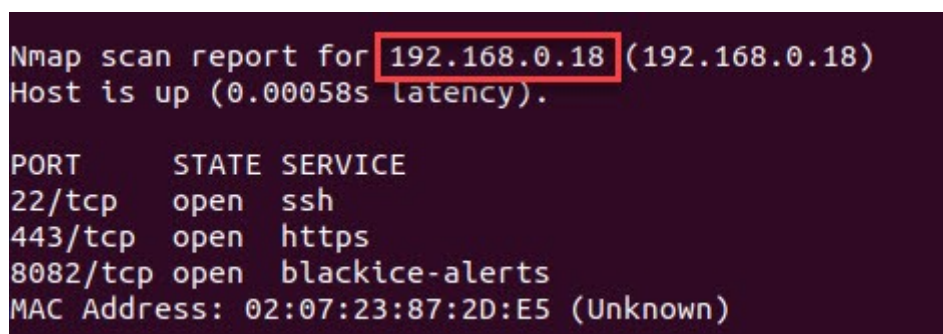 Nmap scan report for 192.168.0.18 (192.168.0.18)
Host is up (0.00058s latency).
PORT     STATE SERVICE
22/tcp   open  ssh
443/tcp  open  https
8082/tcp open  blackice-alerts
MAC Address: 02:07:23:87:2D:E5 (Unknown)